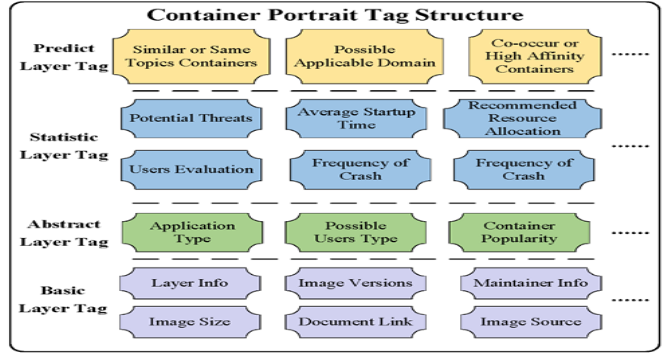 Container Portrait Tag Structure
Predict
Layer Tag
Similar or Same
Topics Containers
Possible
Applicable Domain
Co-occur or
High Affinity
Containers
......
Statistic
Layer Tag
Potential Threats
Average Startup
Time
Recommended
Resource
Allocation
......
Users Evaluation
Frequency of
Crash
Frequency of
Crash
Abstract
Layer Tag
Application
Type
Possible
Users Type
Container
Popularity
......
Basic
Layer Tag
Layer Info
Image Versions
Maintainer Info
......
Image Size
Document Link
Image Source